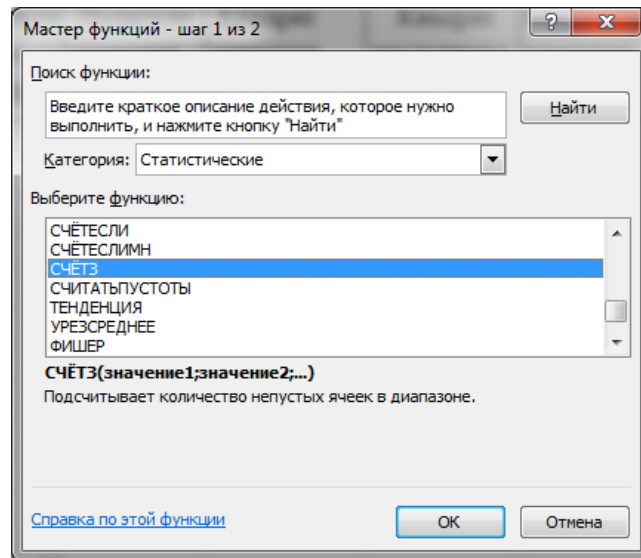 Мастер функций - шаг 1 из 2
Поиск функции:
Введите краткое описание действия, которое нужно
выполнить, и нажмите кнопку "Найти"
Найти
Категория: Статистические
Выберите функцию:
СЧЁТЕСЛИ
СЧЁТЕСЛИМН
СЧЁТЗ
СЧИТАТЬПУСТОТЫ
ТЕНДЕНЦИЯ
УРЕЗСРЕДНЕЕ
ФИШЕР
СЧЁТЗ(значение1;значение2;...)
Подсчитывает количество непустых ячеек в диапазоне.
Справка по этой функции
ОК
Отмена